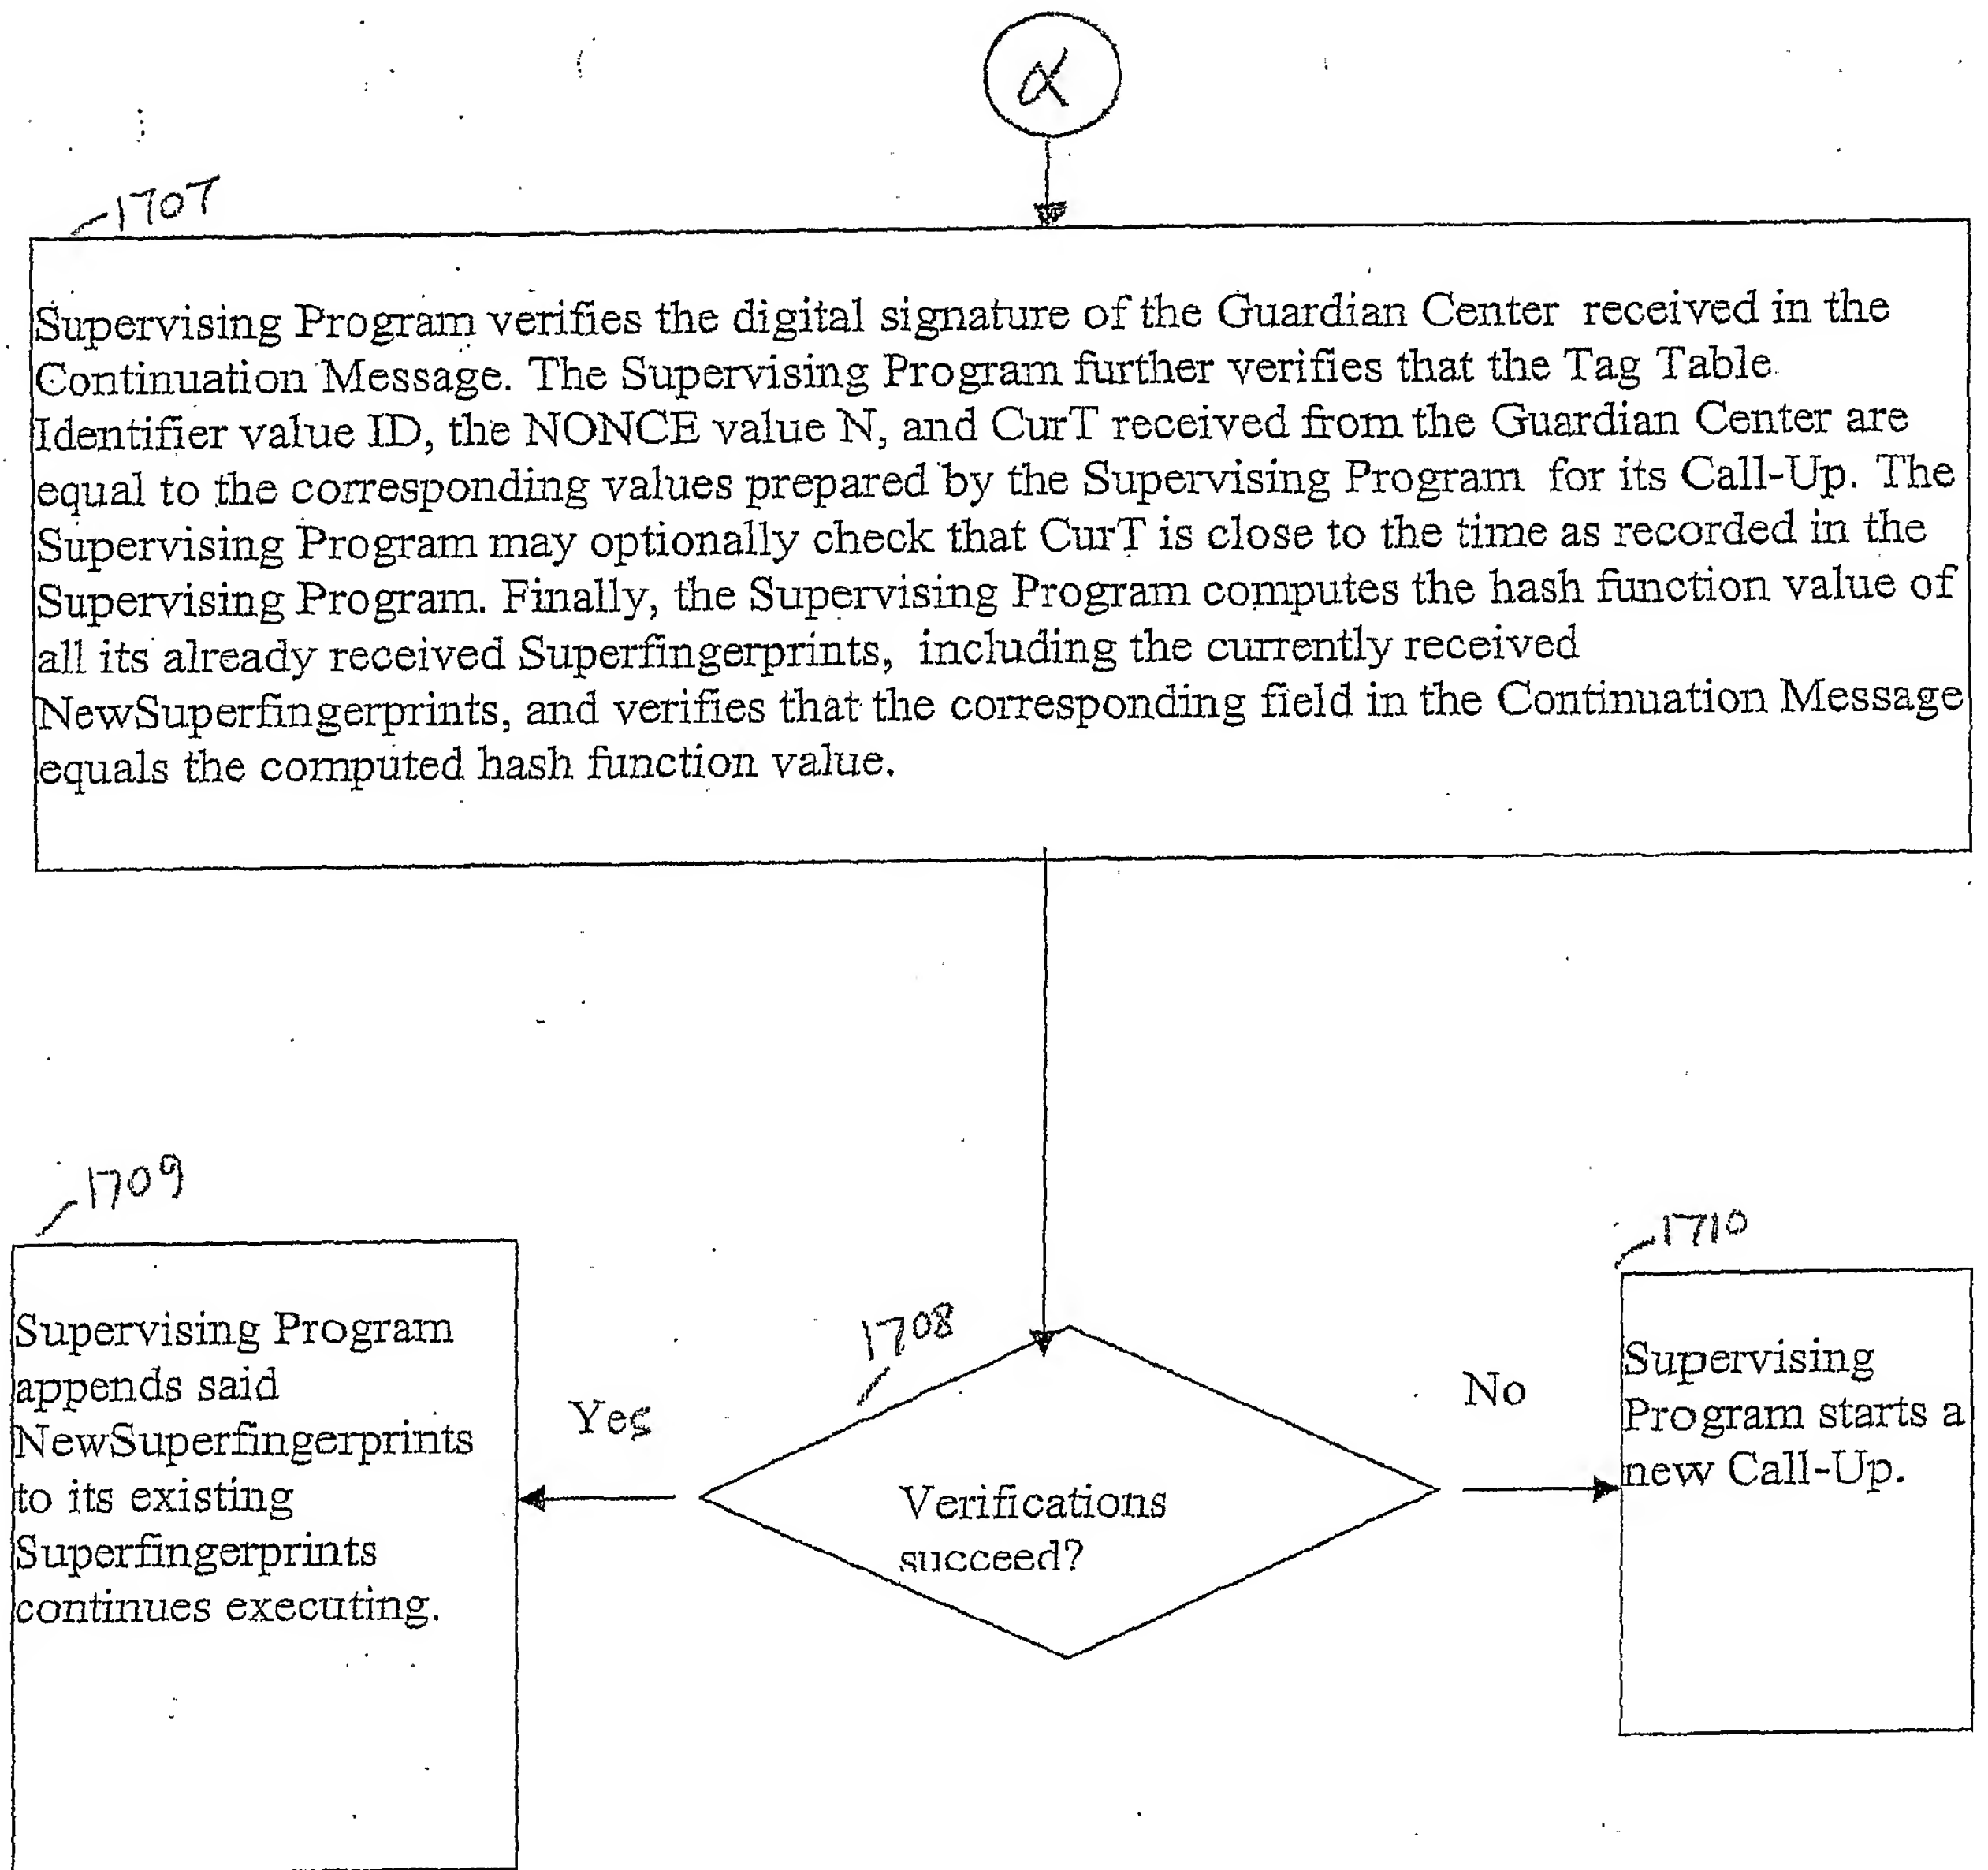 α
1707
Supervising Program verifies the digital signature of the Guardian Center received in the
Continuation Message. The Supervising Program further verifies that the Tag Table
Identifier value ID, the NONCE value N, and CurT received from the Guardian Center are
equal to the corresponding values prepared by the Supervising Program for its Call-Up. The
Supervising Program may optionally check that CurT is close to the time as recorded in the
Supervising Program. Finally, the Supervising Program computes the hash function value of
all its already received Superfingerprints, including the currently received
NewSuperfingerprints, and verifies that the corresponding field in the Continuation Message
equals the computed hash function value.
1709
Supervising Program
appends said
NewSuperfingerprints
to its existing
Superfingerprints
continues executing.
Yes
1708
Verifications
succeed?
No
1710
Supervising
Program starts a
new Call-Up.